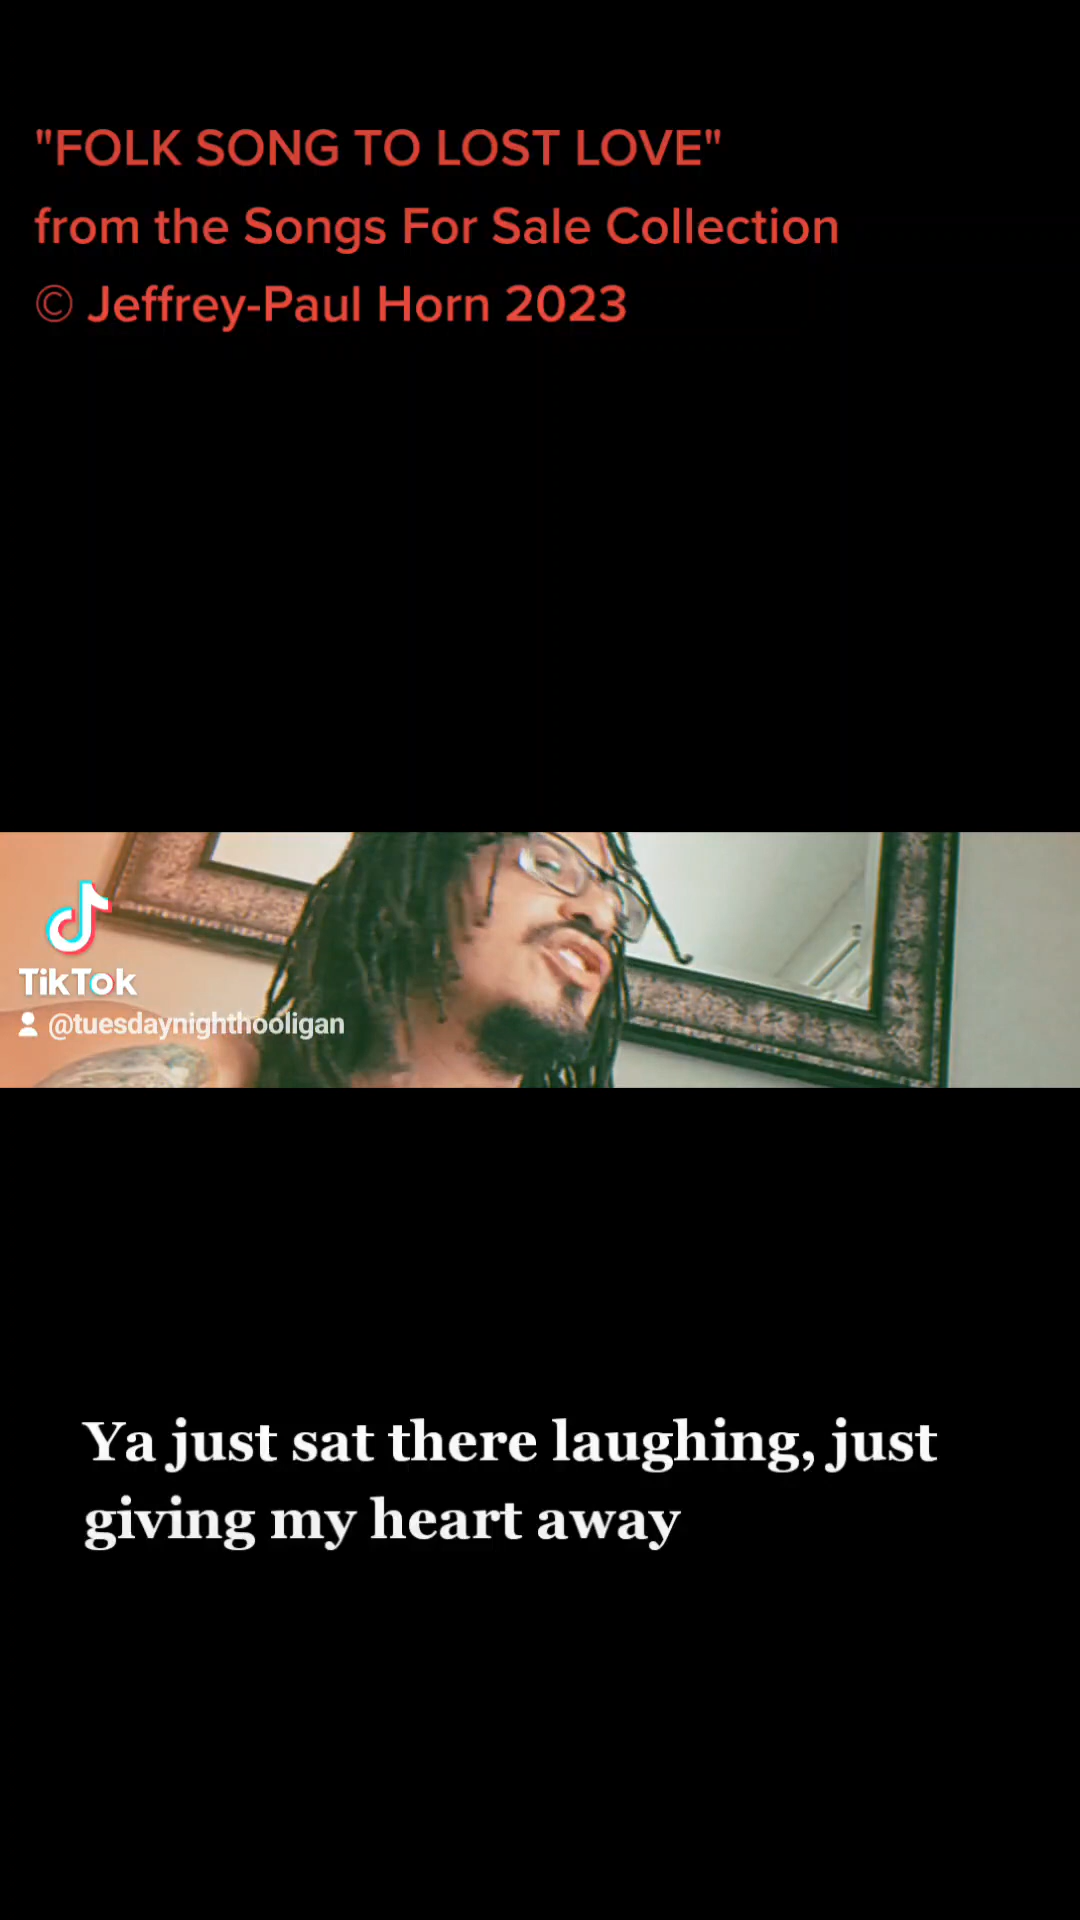 "FOLK SONG TO LOST LOVE"
from the Songs For Sale Collection
© Jeffrey-Paul Horn 2023
TikTok
@tuesdaynighthooligan
Ya just sat there laughing, just
giving my heart away